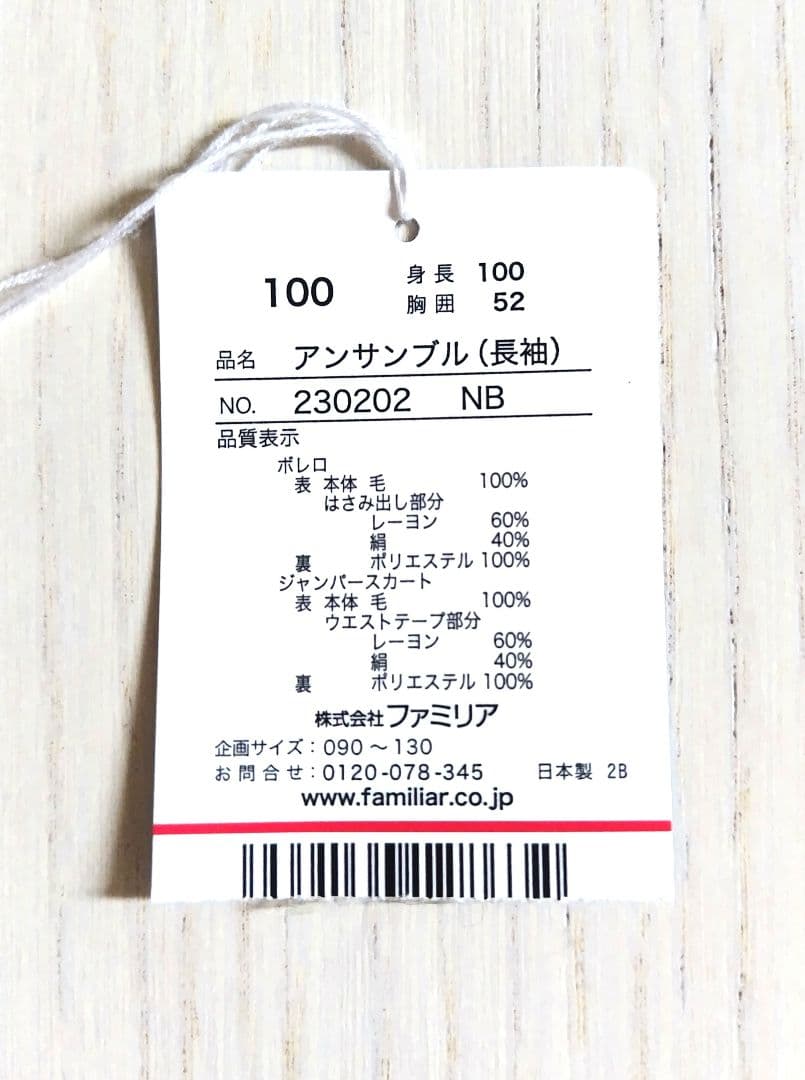 100
身長 100
胸囲 52
品名 アンサンブル(長袖)
NO. 230202 NB
品質表示
ボレロ
表 本体 毛 100%
はさみ出し部分
レーヨン 60%
絹 40%
裏 ポリエステル 100%
ジャンパースカート
表 本体 毛 100%
ウエストテープ部分
レーヨン 60%
絹 40%
裏 ポリエステル 100%
株式会社ファミリア
企画サイズ:090～130
お問合せ:0120-078-345 日本製 2B
www.familiar.co.jp